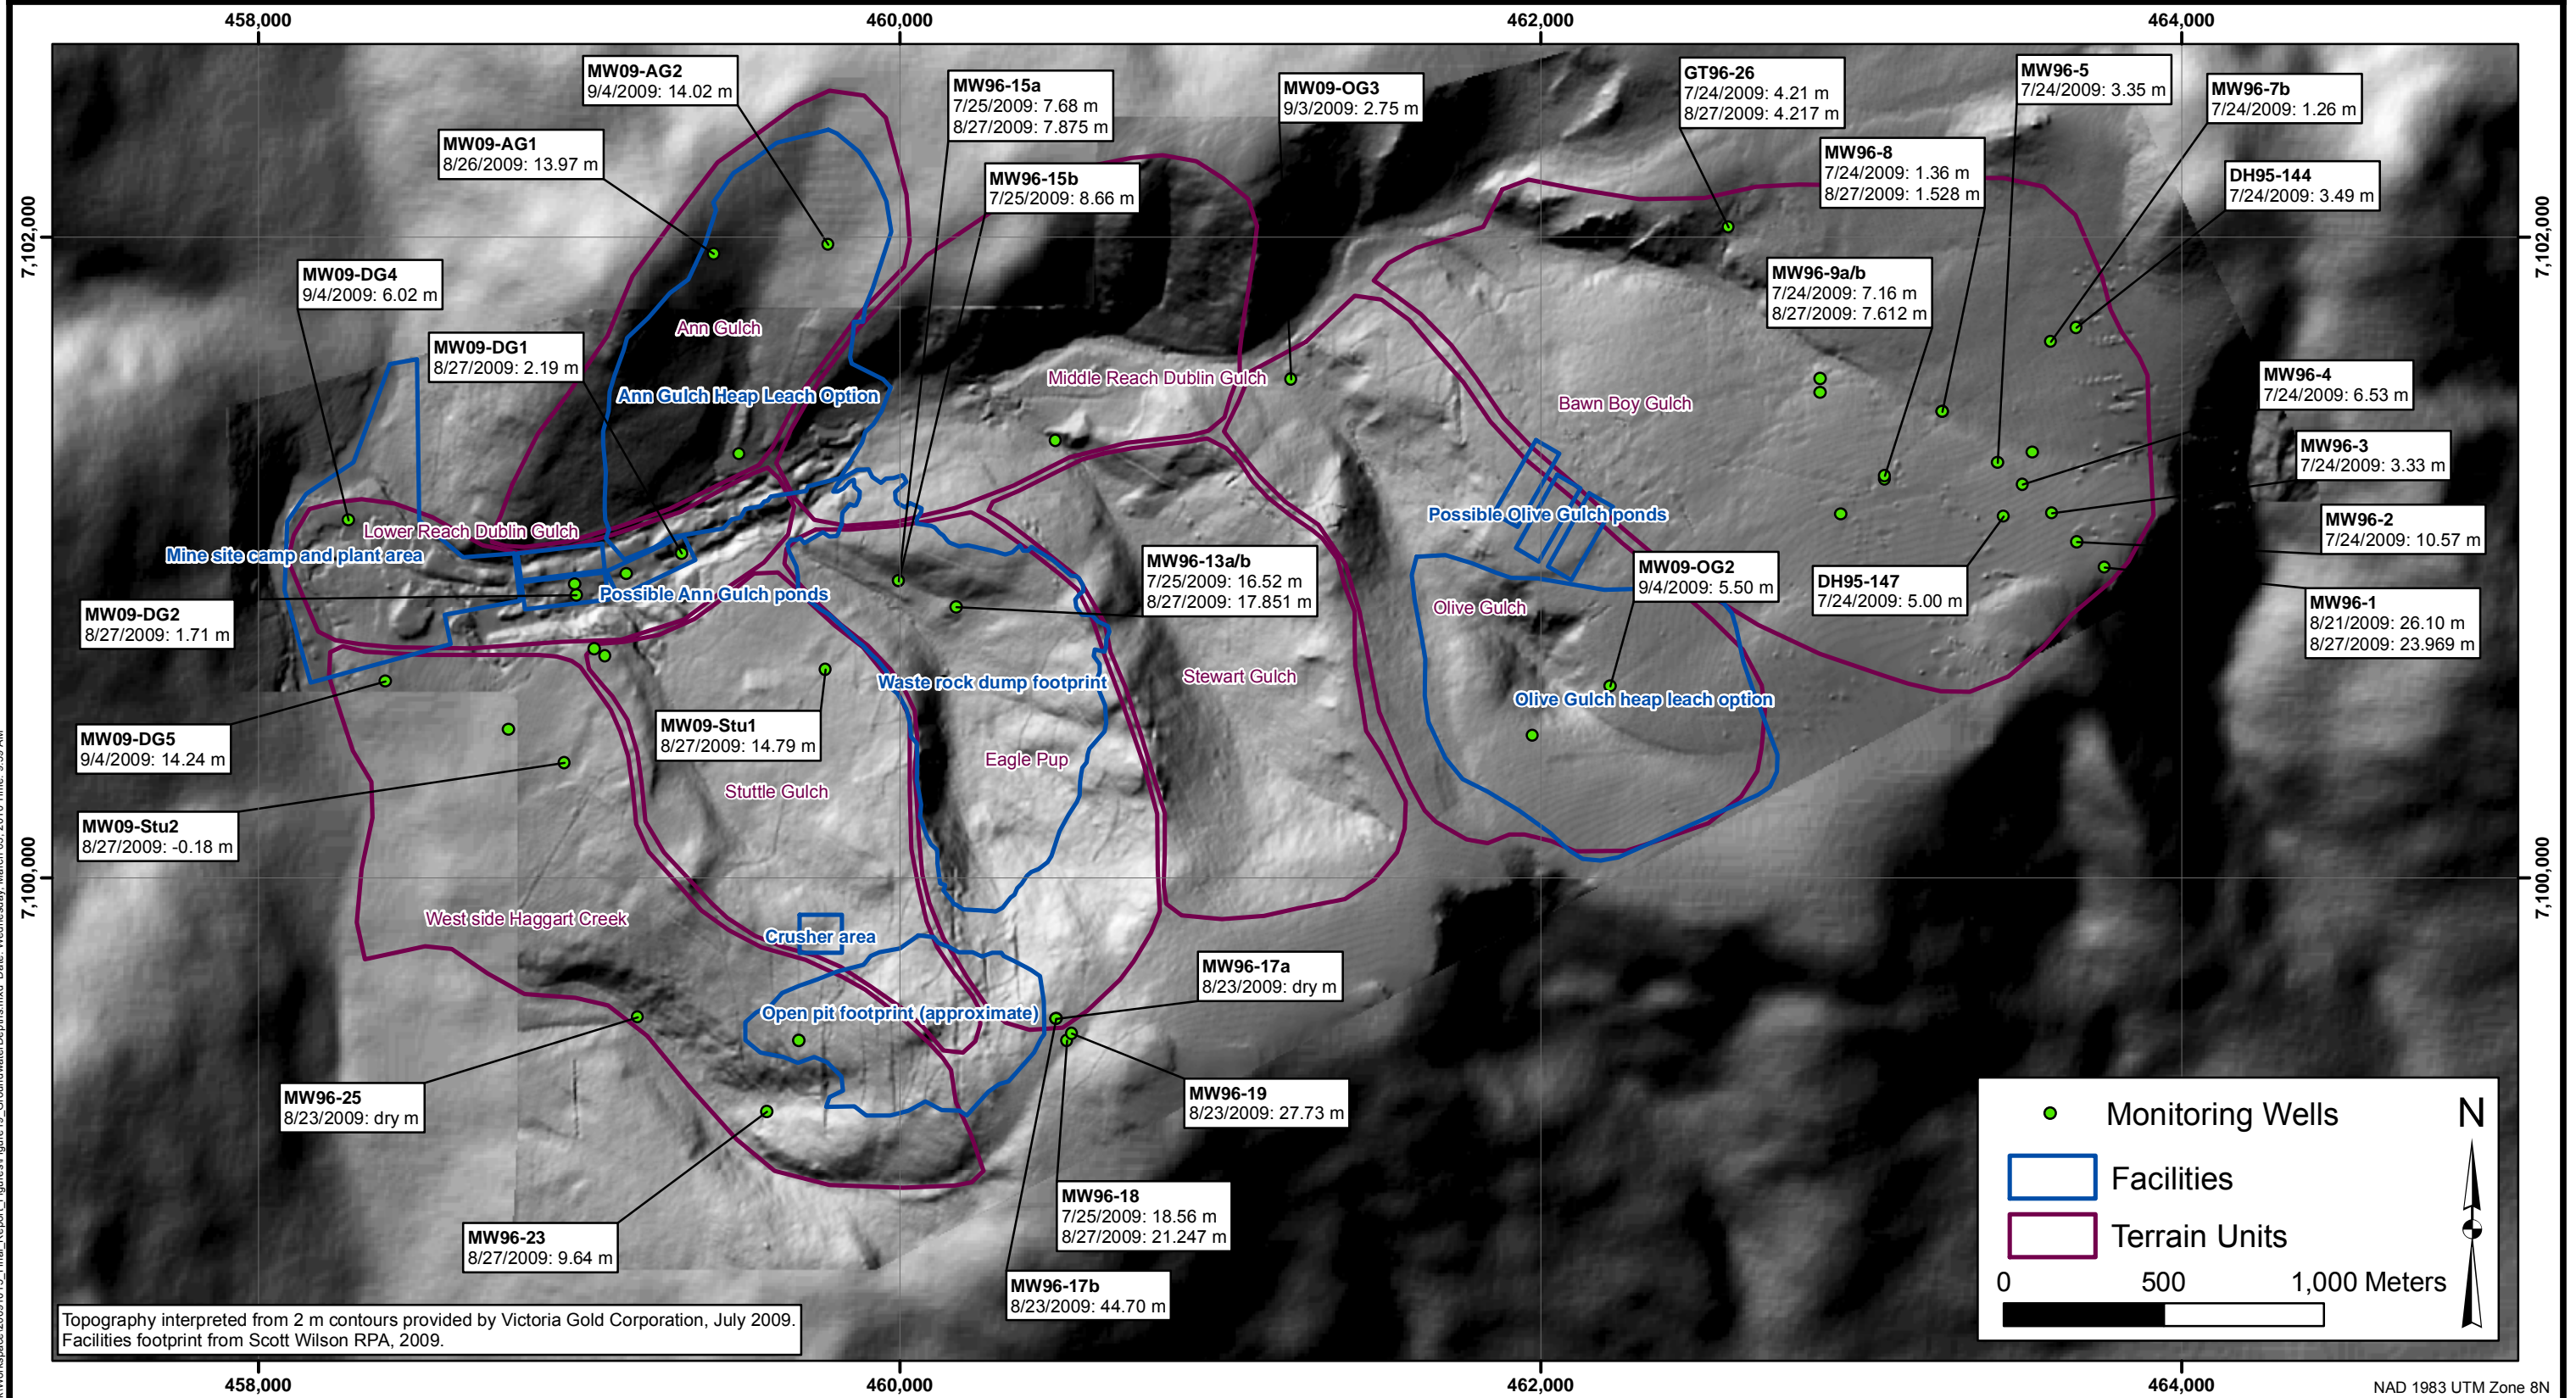 458,000
460,000
462,000
464,000
MW09-AG2
9/4/2009: 14.02 m
MW96-15a
7/25/2009: 7.68 m
8/27/2009: 7.875 m
MW09-OG3
9/3/2009: 2.75 m
GT96-26
7/24/2009: 4.21 m
8/27/2009: 4.217 m
MW96-5
7/24/2009: 3.35 m
MW96-7b
7/24/2009: 1.26 m
MW09-AG1
8/26/2009: 13.97 m
MW96-15b
7/25/2009: 8.66 m
MW96-8
7/24/2009: 1.36 m
8/27/2009: 1.528 m
DH95-144
7/24/2009: 3.49 m
7,102,000
7,102,000
MW09-DG4
9/4/2009: 6.02 m
MW96-9a/b
7/24/2009: 7.16 m
8/27/2009: 7.612 m
Ann Gulch
MW09-DG1
8/27/2009: 2.19 m
Ann Gulch Heap Leach Option
Middle Reach Dublin Gulch
Bawn Boy Gulch
MW96-4
7/24/2009: 6.53 m
MW96-3
7/24/2009: 3.33 m
Lower Reach Dublin Gulch
Possible Olive Gulch ponds
MW96-2
7/24/2009: 10.57 m
Mine site camp and plant area
MW96-13a/b
7/25/2009: 16.52 m
8/27/2009: 17.851 m
MW09-OG2
9/4/2009: 5.50 m
DH95-147
7/24/2009: 5.00 m
Possible Ann Gulch ponds
MW09-DG2
8/27/2009: 1.71 m
Olive Gulch
MW96-1
8/21/2009: 26.10 m
8/27/2009: 23.969 m
Stewart Gulch
Waste rock dump footprint
Olive Gulch heap leach option
MW09-DG5
9/4/2009: 14.24 m
MW09-Stu1
8/27/2009: 14.79 m
Eagle Pup
Stuttle Gulch
MW09-Stu2
8/27/2009: -0.18 m
7,100,000
7,100,000
West side Haggart Creek
Crusher area
MW96-17a
8/23/2009: dry m
Open pit footprint (approximate)
MW96-25
8/23/2009: dry m
MW96-19
8/23/2009: 27.73 m
MW96-18
7/25/2009: 18.56 m
8/27/2009: 21.247 m
MW96-23
8/27/2009: 9.64 m
MW96-17b
8/23/2009: 44.70 m
Monitoring Wells
N
Facilities
Terrain Units
0 500 1,000 Meters
Topography interpreted from 2 m contours provided by Victoria Gold Corporation, July 2009.
Facilities footprint from Scott Wilson RPA, 2009.
458,000
460,000
462,000
464,000
NAD 1983 UTM Zone 8N